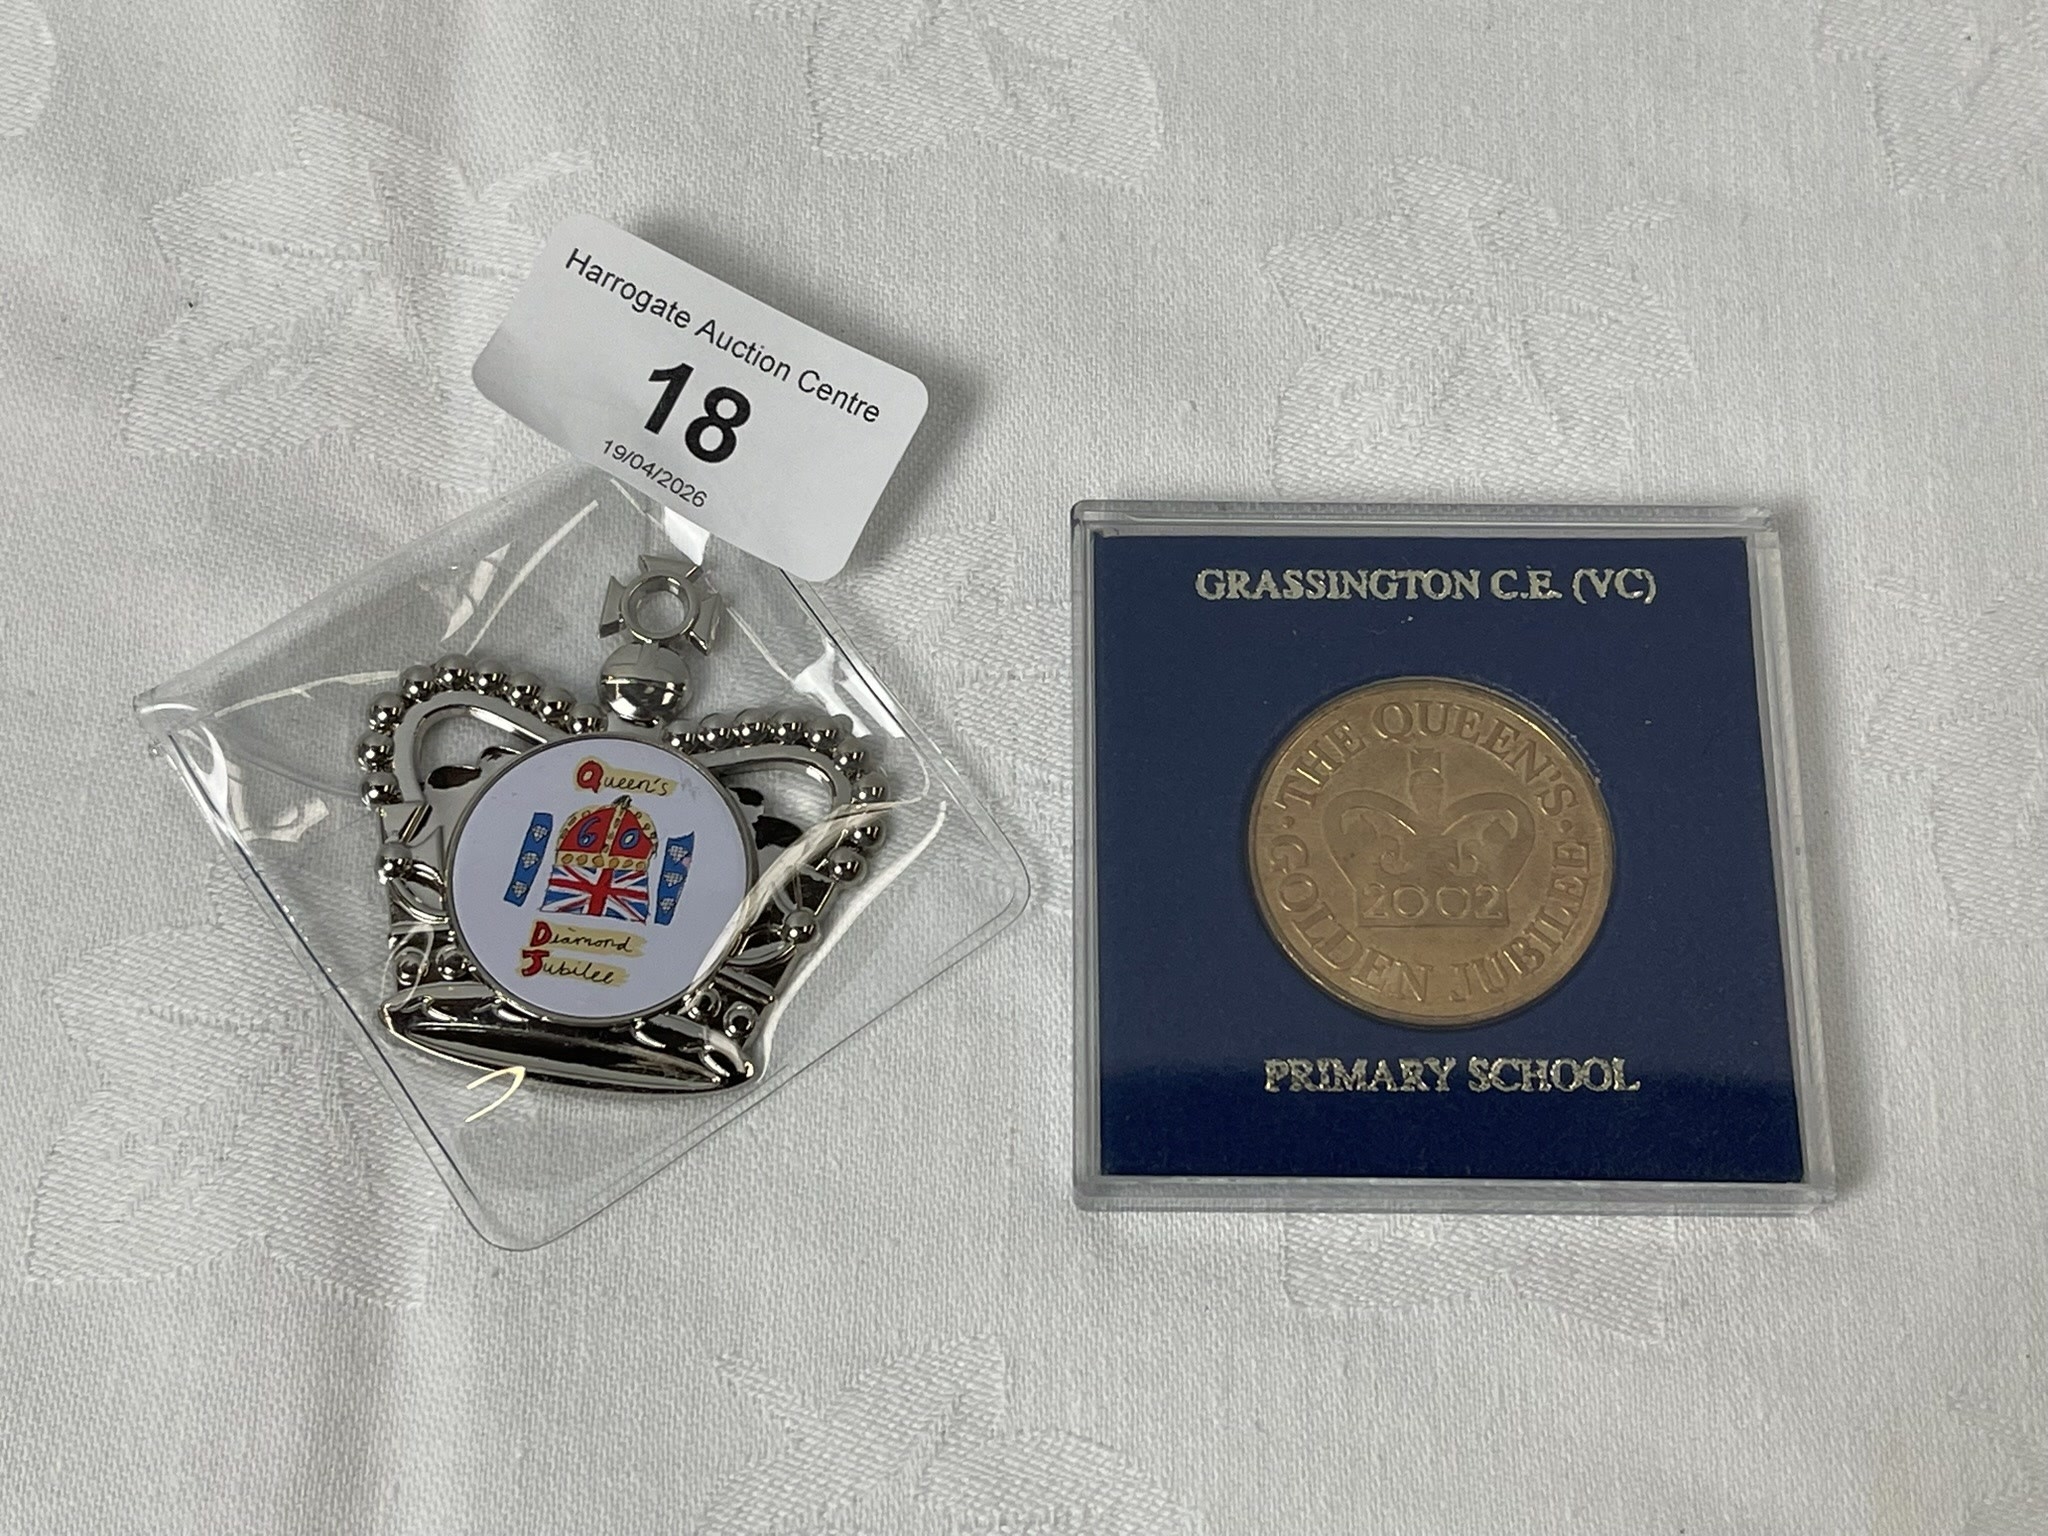 Harrogate Auction Centre
18
19/04/2026
Queen's
60
Diamond
Jubilee
GRASSINGTON C.E. (VC)
THE QUEEN'S
2002
GOLDEN JUBILEE
PRIMARY SCHOOL